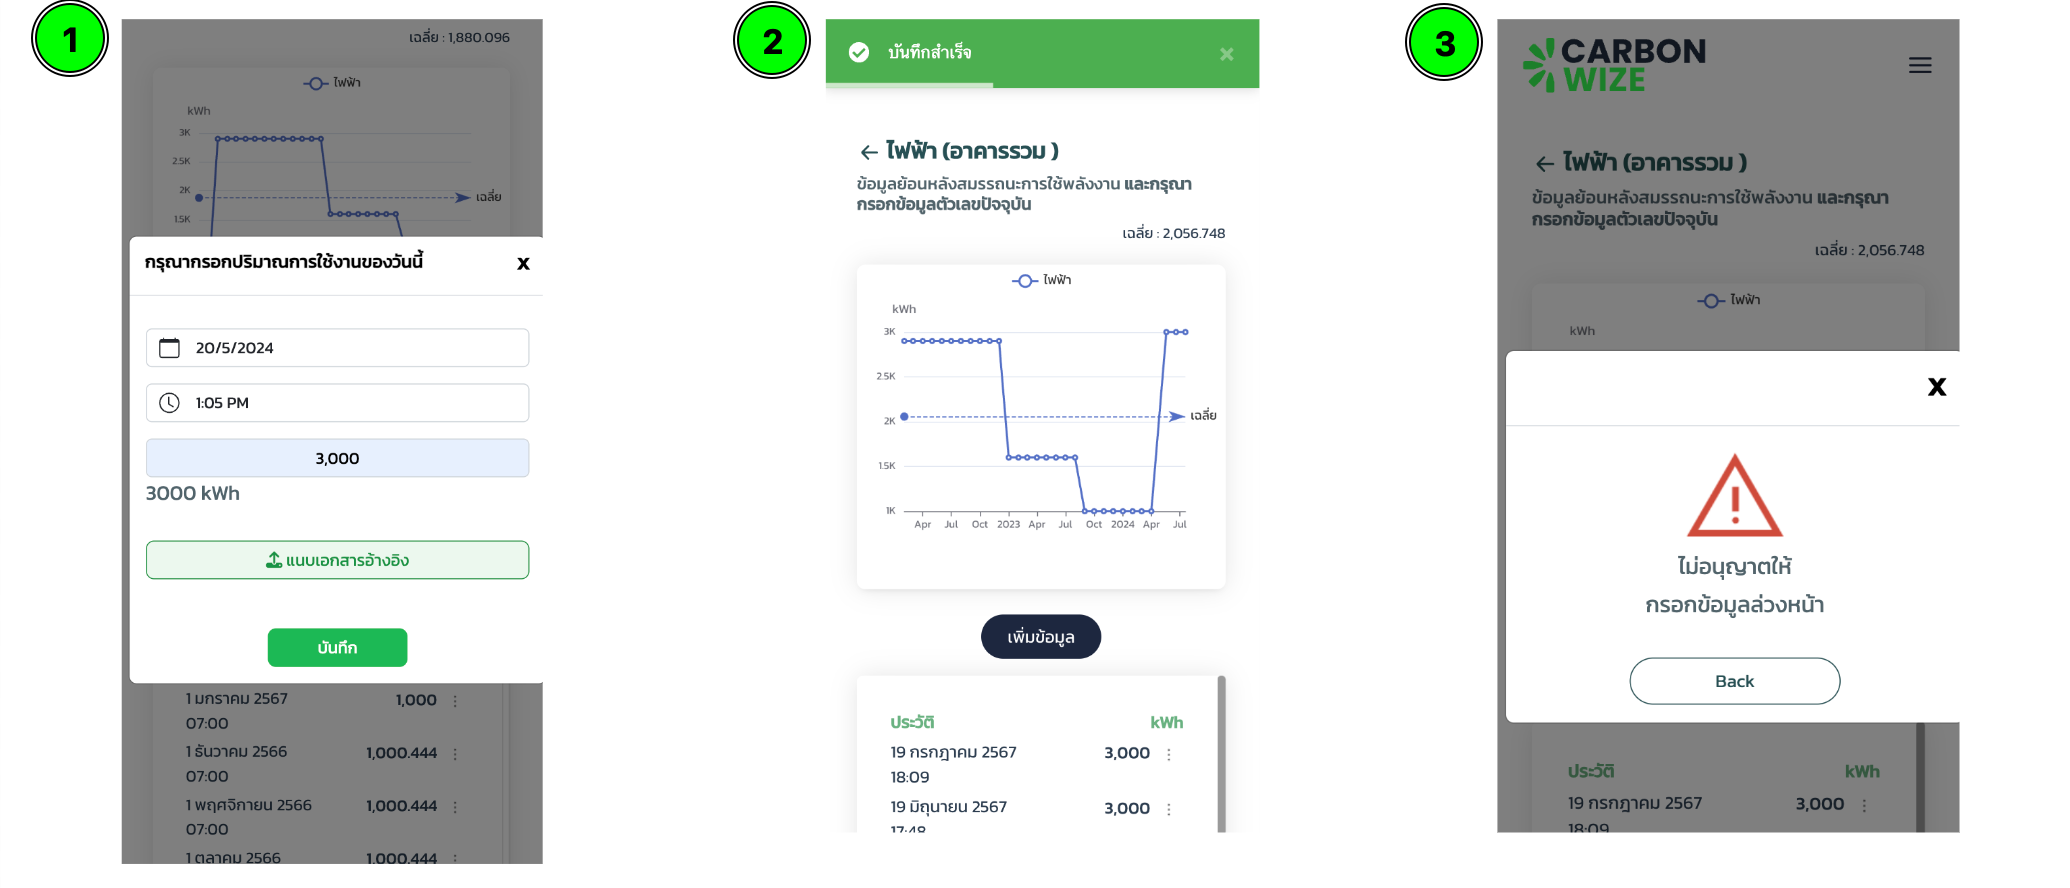 1
เฉลี่ย : 1,880.096
ไฟฟ้า
kWh
3K
2.5K
2K
เฉลี่ย
1.5K
กรุณากรอกปริมาณการใช้งานของวันนี้
x
20/5/2024
1:05 PM
3,000
3000 kWh
แนบเอกสารอ้างอิง
บันทึก
1 มกราคม 2567 1,000
07:00
1 ธันวาคม 2566 1,000.444
07:00
1 พฤศจิกายน 2566 1,000.444
07:00
1 ตุลาคม 2566 1,000.444
2
บันทึกสำเร็จ
ไฟฟ้า (อาคารรวม )
ข้อมูลย้อนหลังสมรรถนะการใช้พลังงาน และกรุณา
กรอกข้อมูลตัวเลขปัจจุบัน
เฉลี่ย : 2,056.748
ไฟฟ้า
kWh
3K
2.5K
2K
เฉลี่ย
1.5K
1K
Apr Jul Oct 2023 Apr Jul Oct 2024 Apr Jul
เพิ่มข้อมูล
ประวัติ kWh
19 กรกฎาคม 2567 3,000
18:09
19 มิถุนายน 2567 3,000
17:48
3
CARBON
WIZE
ไฟฟ้า (อาคารรวม )
ข้อมูลย้อนหลังสมรรถนะการใช้พลังงาน และกรุณา
กรอกข้อมูลตัวเลขปัจจุบัน
เฉลี่ย : 2,056.748
ไฟฟ้า
kWh
x
ไม่อนุญาตให้
กรอกข้อมูลล่วงหน้า
Back
ประวัติ kWh
19 กรกฎาคม 2567 3,000
18:09